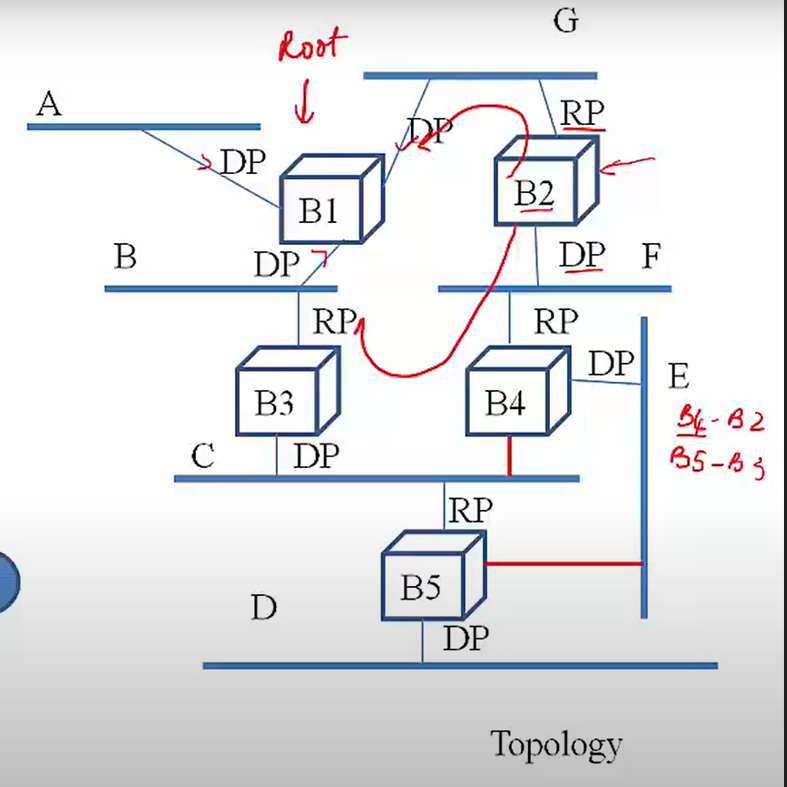 G
Root
A
DP
RP
DP
B1
B2
B
DP
DP
F
RP
RP
DP
E
B3
B4
B4-B2
B5-B3
C
DP
RP
B5
D
DP
Topology